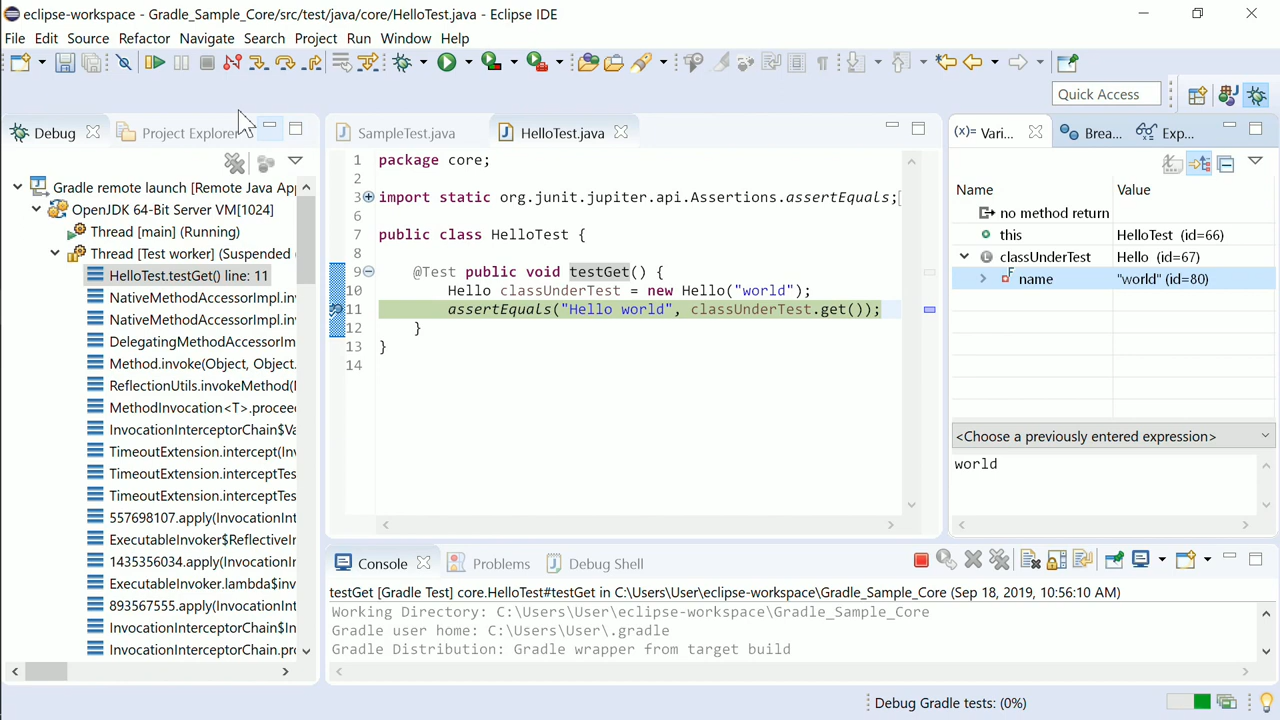 eclipse-workspace - Gradle_Sample_Core/src/test/java/core/HelloTest.java - Eclipse IDE
File Edit Source Refactor Navigate Search Project Run Window Help
Quick Access
Debug Project Explorer
Gradle remote launch [Remote Java Ap
OpenJDK 64-Bit Server VM[1024]
Thread [main] (Running)
Thread [Test worker] (Suspended
HelloTest.testGet() line: 11
NativeMethodAccessorImpl.in
NativeMethodAccessorImpl.in
DelegatingMethodAccessorIm
Method.invoke(Object, Object
ReflectionUtils.invokeMethod(
MethodInvocation<T>.procee
InvocationInterceptorChain$Va
TimeoutExtension.intercept(In
TimeoutExtension.interceptTes
TimeoutExtension.interceptTes
557698107.apply(InvocationInt
ExecutableInvoker$ReflectiveI
1435356034.apply(InvocationI
ExecutableInvoker.lambda$inv
893567555.apply(InvocationInt
InvocationInterceptorChain$In
InvocationInterceptorChain.pr
SampleTest.java HelloTest.java
1 package core;
2
3 import static org.junit.jupiter.api.Assertions.assertEquals;
6
7 public class HelloTest {
8
9 @Test public void testGet() {
10 Hello classUnderTest = new Hello("world");
11 assertEquals("Hello world", classUnderTest.get());
12 }
13 }
14
(x)= Vari... Brea... Exp...
Name Value
no method return
this HelloTest (id=66)
classUnderTest Hello (id=67)
name "world" (id=80)
<Choose a previously entered expression>
world
Console Problems Debug Shell
testGet [Gradle Test] core.HelloTest#testGet in C:\Users\User\eclipse-workspace\Gradle_Sample_Core (Sep 18, 2019, 10:56:10 AM)
Working Directory: C:\Users\User\eclipse-workspace\Gradle_Sample_Core
Gradle user home: C:\Users\User\.gradle
Gradle Distribution: Gradle wrapper from target build
Debug Gradle tests: (0%)